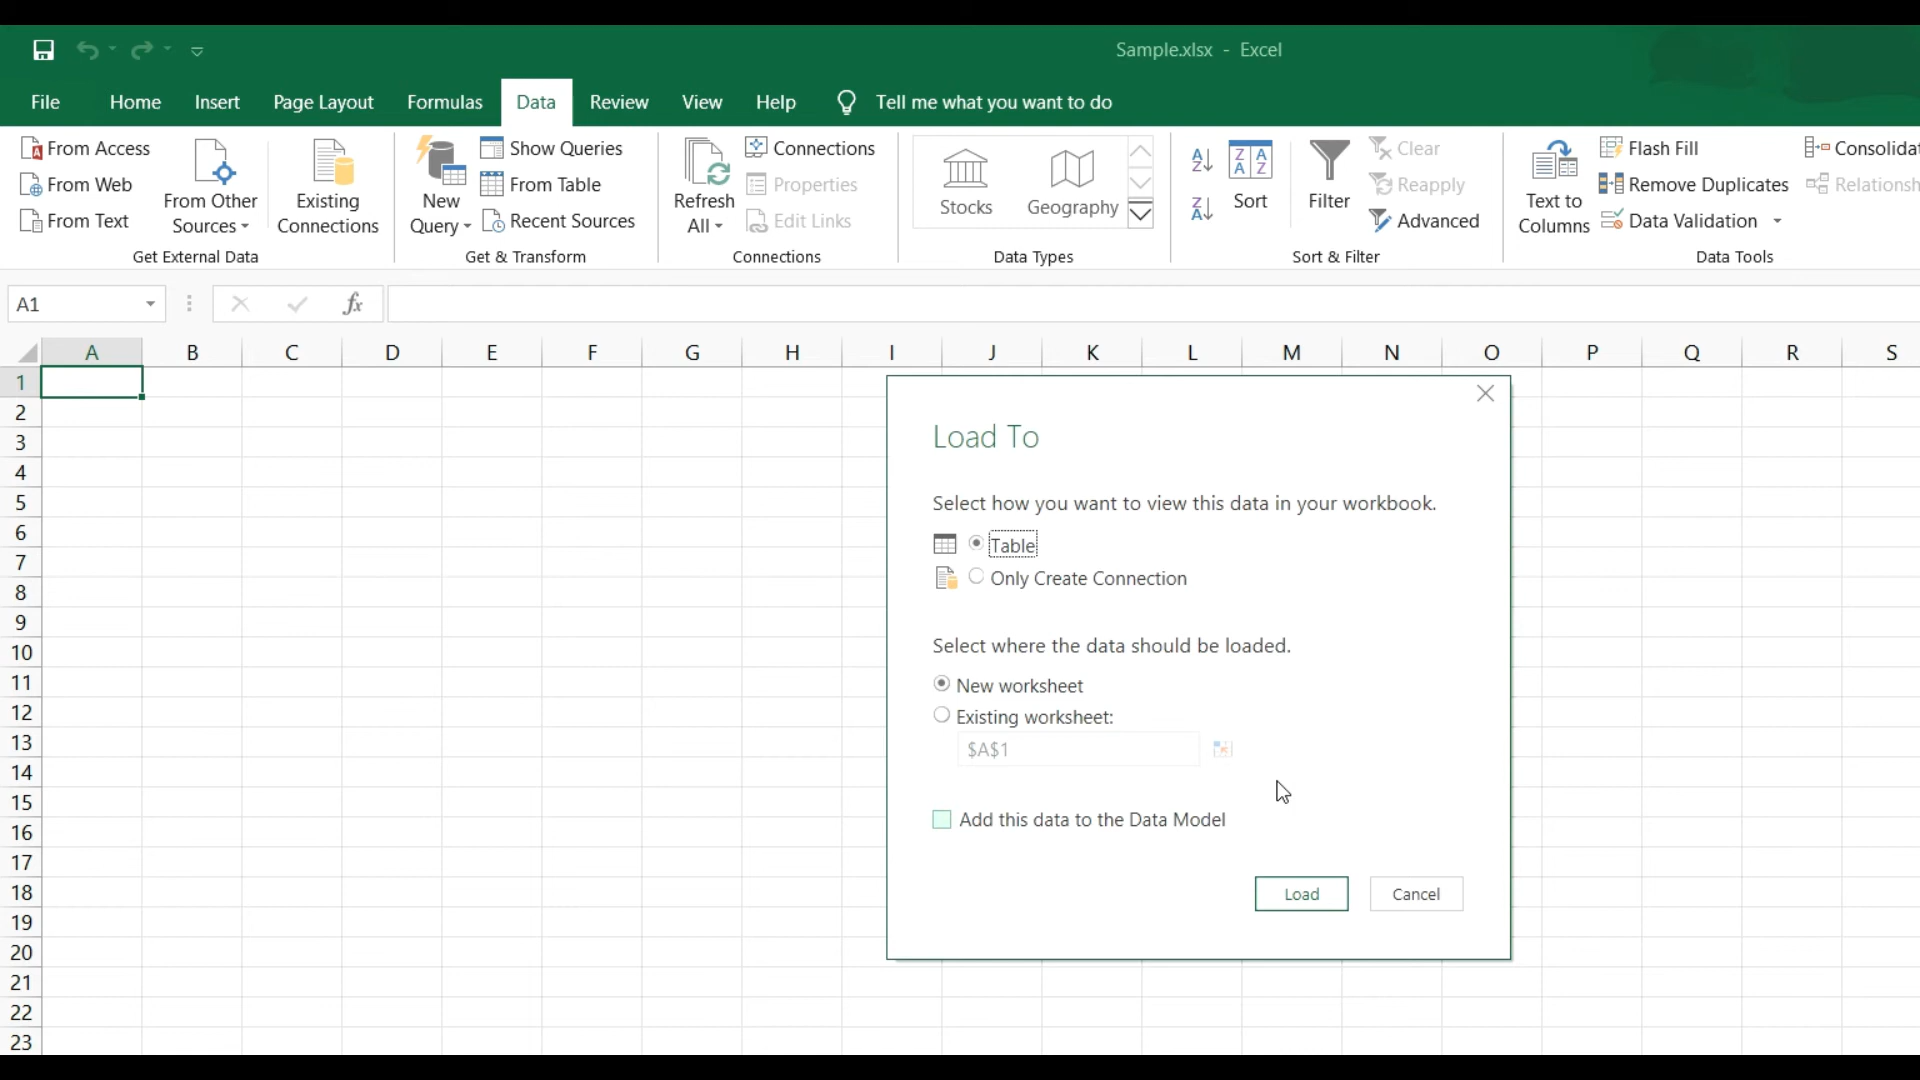 Sample.xlsx - Excel
File Home Insert Page Layout Formulas Data Review View Help Tell me what you want to do
From Access
From Web
From Text
From Other
Sources
Existing
Connections
Get External Data
New
Query
Show Queries
From Table
Recent Sources
Get & Transform
Refresh
All
Connections
Properties
Edit Links
Connections
Stocks
Geography
Data Types
Sort
Filter
Clear
Reapply
Advanced
Sort & Filter
Text to
Columns
Flash Fill
Remove Duplicates
Data Validation
Consolidat
Relationsh
Data Tools
A1
fx
A B C D E F G H I J K L M N O P Q R S
1
2
3
4
5
6
7
8
9
10
11
12
13
14
15
16
17
18
19
20
21
22
23
Load To
Select how you want to view this data in your workbook.
Table
Only Create Connection
Select where the data should be loaded.
New worksheet
Existing worksheet:
$A$1
Add this data to the Data Model
Load Cancel